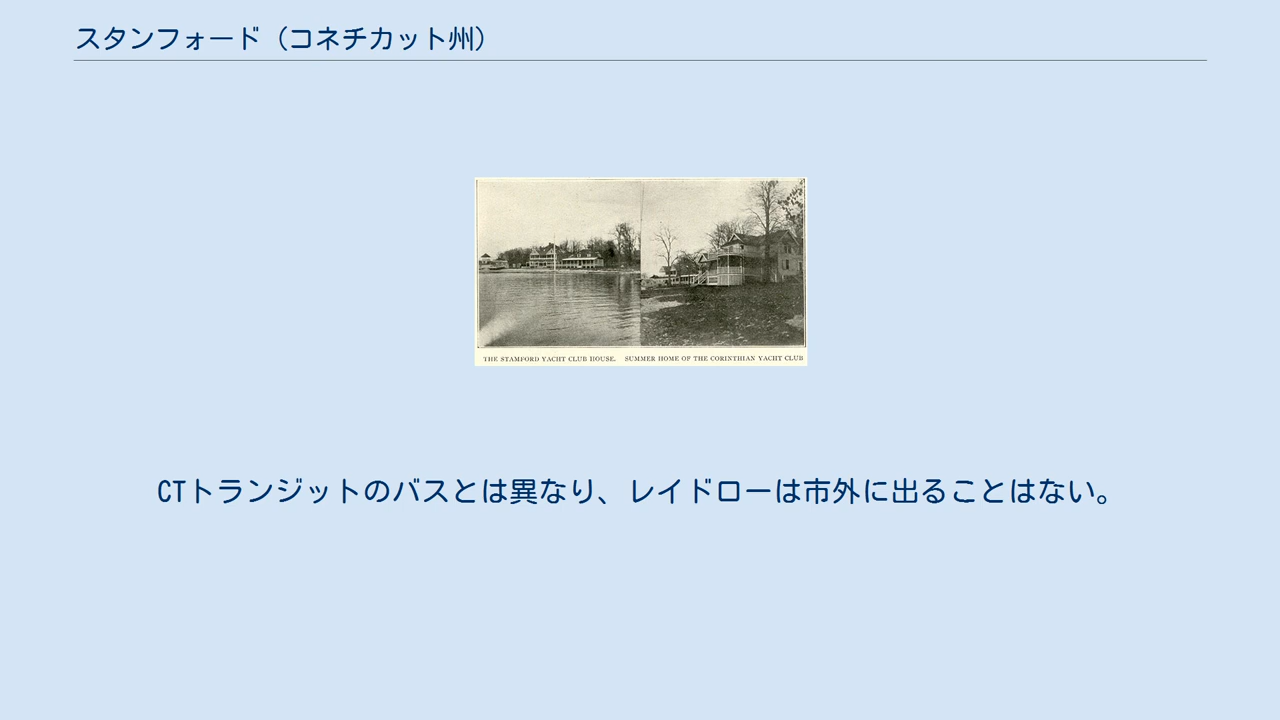 スタンフォード（コネチカット州）
THE STAMFORD YACHT CLUB HOUSE. SUMMER HOME OF THE CORINTHIAN YACHT CLUB
CTトランジットのバスとは異なり、レイドローは市外に出ることはない。